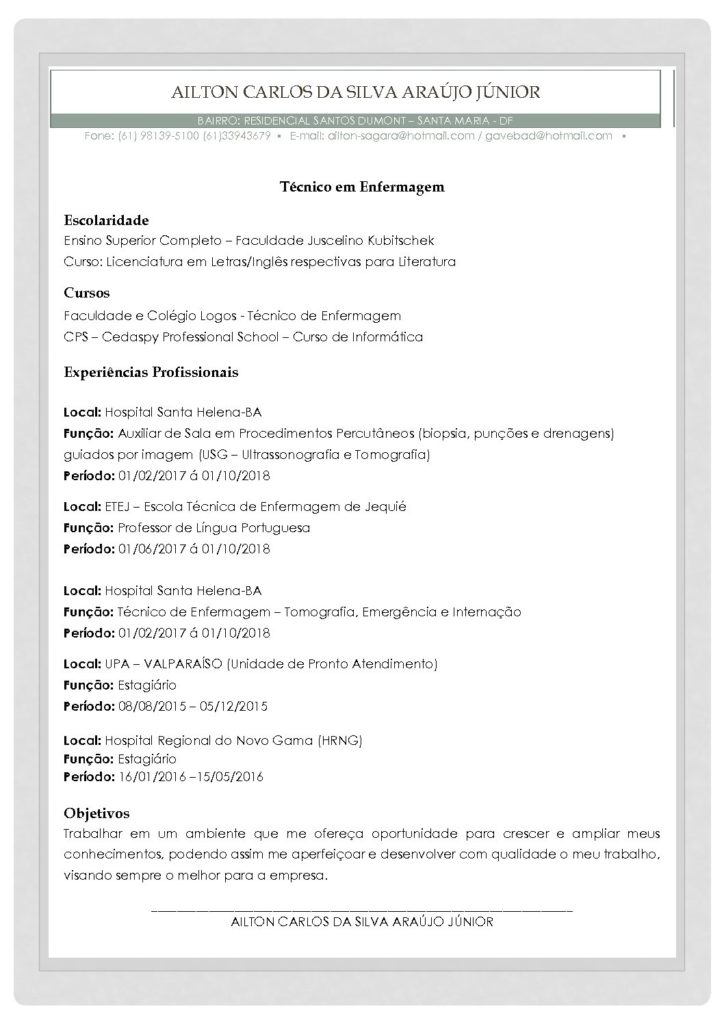 AILTON CARLOS DA SILVA ARAÚJO JÚNIOR
BAIRRO: RESIDENCIAL SANTOS DUMONT – SANTA MARIA - DF
Fone: (61) 98139-5100 (61)33943679 • E-mail: ailton-sagara@hotmail.com / gavebad@hotmail.com •
Técnico em Enfermagem
Escolaridade
Ensino Superior Completo – Faculdade Juscelino Kubitschek
Curso: Licenciatura em Letras/Inglês respectivas para Literatura
Cursos
Faculdade e Colégio Logos - Técnico de Enfermagem
CPS – Cedaspy Professional School – Curso de Informática
Experiências Profissionais
Local: Hospital Santa Helena-BA
Função: Auxiliar de Sala em Procedimentos Percutâneos (biopsia, punções e drenagens)
guiados por imagem (USG – Ultrassonografia e Tomografia)
Período: 01/02/2017 á 01/10/2018
Local: ETEJ – Escola Técnica de Enfermagem de Jequié
Função: Professor de Língua Portuguesa
Período: 01/06/2017 á 01/10/2018
Local: Hospital Santa Helena-BA
Função: Técnico de Enfermagem – Tomografia, Emergência e Internação
Período: 01/02/2017 á 01/10/2018
Local: UPA – VALPARAÍSO (Unidade de Pronto Atendimento)
Função: Estagiário
Período: 08/08/2015 – 05/12/2015
Local: Hospital Regional do Novo Gama (HRNG)
Função: Estagiário
Período: 16/01/2016 –15/05/2016
Objetivos
Trabalhar em um ambiente que me ofereça oportunidade para crescer e ampliar meus
conhecimentos, podendo assim me aperfeiçoar e desenvolver com qualidade o meu trabalho,
visando sempre o melhor para a empresa.
AILTON CARLOS DA SILVA ARAÚJO JÚNIOR